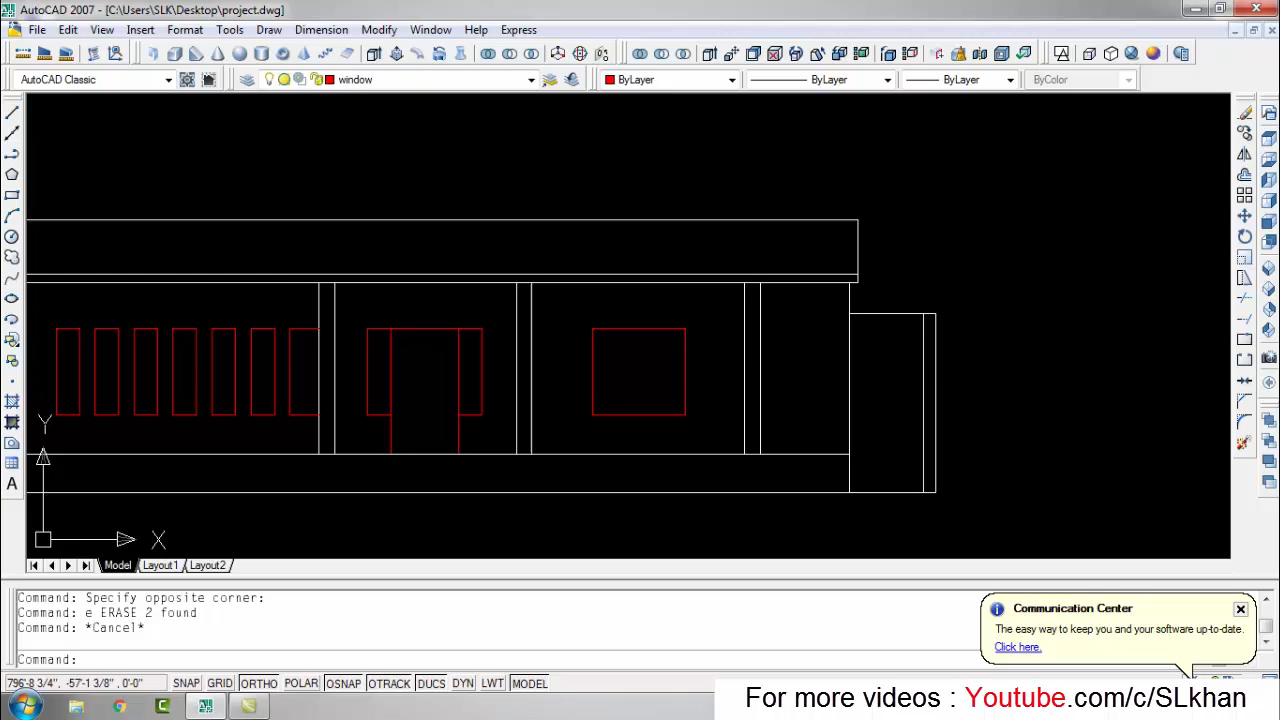 AutoCAD 2007 - [C:\Users\SLK\Desktop\project.dwg]
File Edit View Insert Format Tools Draw Dimension Modify Window Help Express
AutoCAD Classic window ByLayer ByLayer ByLayer ByColor
Y
X
A
Model Layout1 Layout2
Command: Specify opposite corner:
Command: e ERASE 2 found
Command: *Cancel*
Command:
Communication Center
The easy way to keep you and your software up-to-date.
Click here.
796'-8 3/4", -57'-1 3/8", 0'-0" SNAP GRID ORTHO POLAR OSNAP OTRACK DUCS DYN LWT MODEL
For more videos : Youtube.com/c/SLkhan